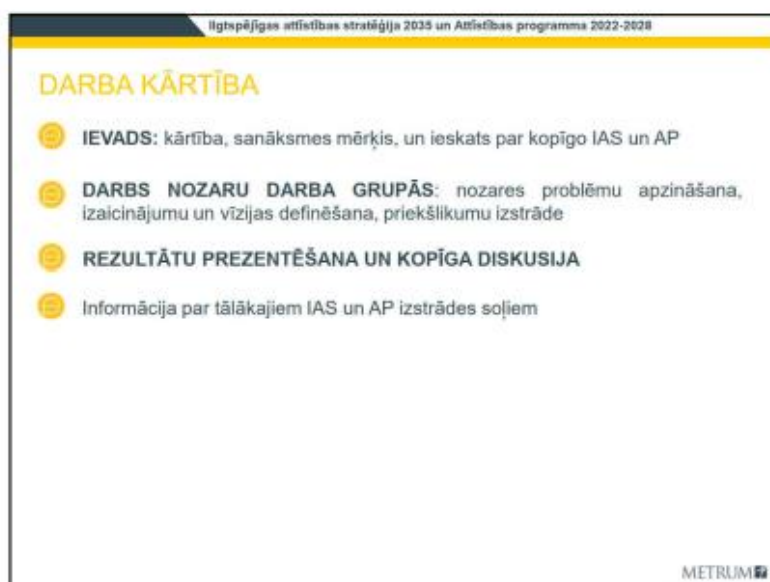 Ilgtspējīgas attīstības stratēģija 2035 un Attīstības programma 2022-2028
DARBA KĀRTĪBA
IEVADS: kārtība, sanāksmes mērķis, un ieskats par kopīgo IAS un AP
DARBS NOZARU DARBA GRUPĀS: nozares problēmu apzināšana,
izaicinājumu un vīzijas definēšana, priekšlikumu izstrāde
REZULTĀTU PREZENTĒŠANA UN KOPĪGA DISKUSIJA
Informācija par tālākajiem IAS un AP izstrādes soļiem
METRUM